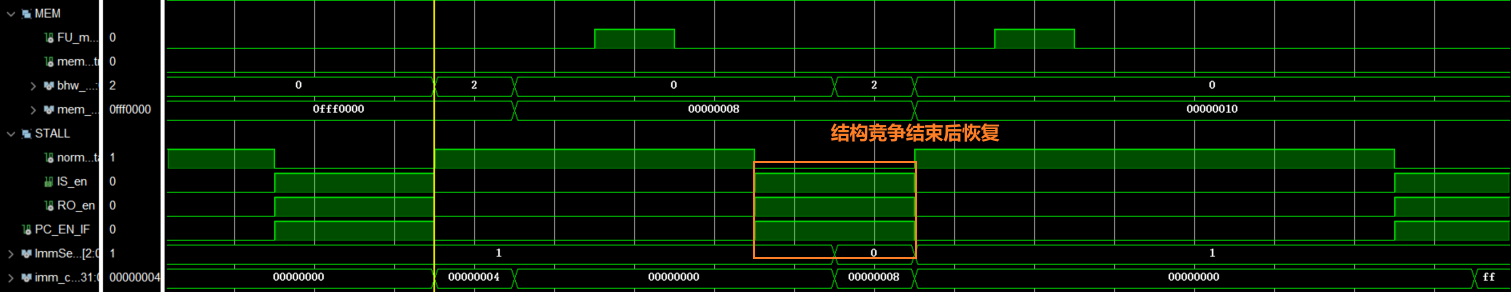 MEM
FU_m... 0
mem...tr 0
0 2 0 2 0
bhw_... 2
mem_... 0fff0000
0fff0000 00000008 00000010
STALL
结构竞争结束后恢复
norm...ta 1
IS_en 0
RO_en 0
PC_EN_IF 0
ImmSe...[2:0 1
1 0 1
imm_c...31:0 00000004
00000000 00000004 00000000 00000008 00000000 ff